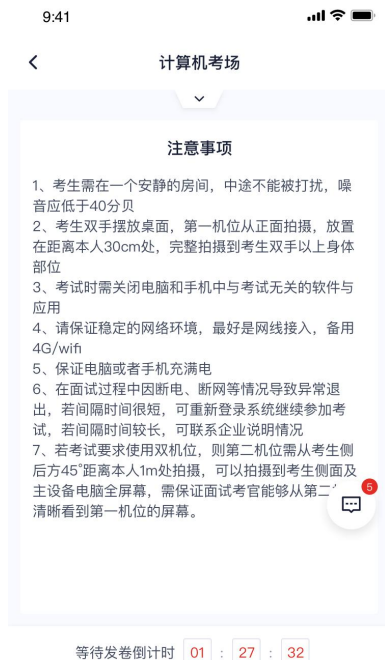 9:41
计算机考场
注意事项
1、考生需在一个安静的房间，中途不能被打扰，噪
音应低于40分贝
2、考生双手摆放桌面，第一机位从正面拍摄，放置
在距离本人30cm处，完整拍摄到考生双手以上身体
部位
3、考试时需关闭电脑和手机中与考试无关的软件与
应用
4、请保证稳定的网络环境，最好是网线接入，备用
4G/wifi
5、保证电脑或者手机充满电
6、在面试过程中因断电、断网等情况导致异常退
出，若间隔时间很短，可重新登录系统继续参加考
试，若间隔时间较长，可联系企业说明情况
7、若考试要求使用双机位，则第二机位需从考生侧
后方45°距离本人1m处拍摄，可以拍摄到考生侧面及
主设备电脑全屏幕，需保证面试考官能够从第二
清晰看到第一机位的屏幕。
5
等待发卷倒计时 01 : 27 : 32